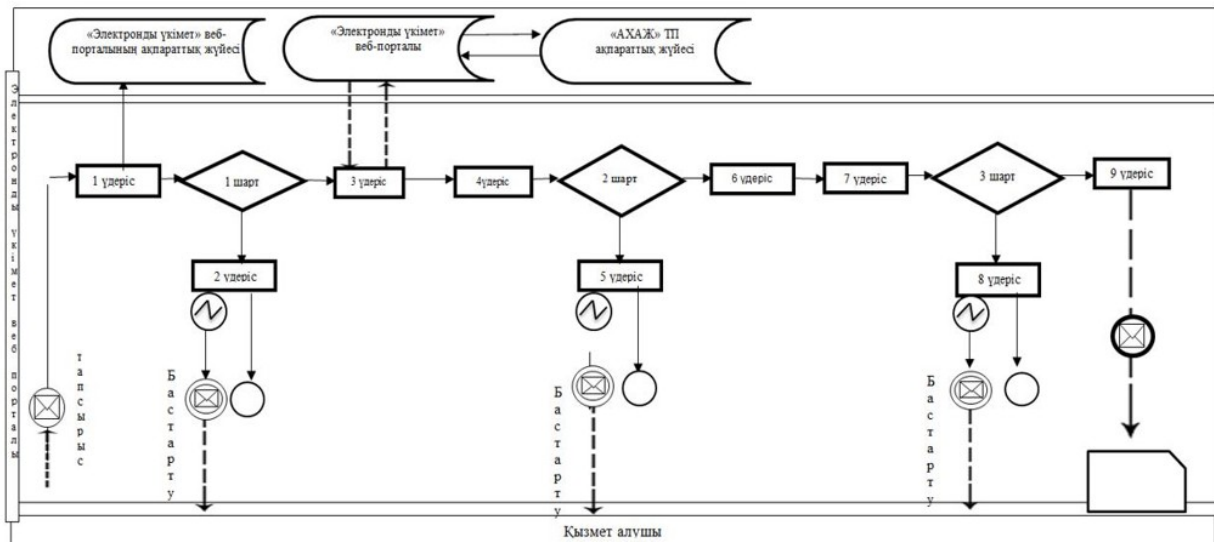 «Электронды үкімет» веб-
порталының ақпараттық жүйесі
«Электронды үкімет»
веб-порталы
«АХАЖ» ТП
ақпараттық жүйесі
Электронды үкімет веб порталы
1 үдеріс
1 шарт
3 үдеріс
4үдеріс
2 шарт
6 үдеріс
7 үдеріс
3 шарт
9 үдеріс
2 үдеріс
5 үдеріс
8 үдеріс
тапсырыс
Бастарту
Бастарту
Бастарту
Қызмет алушы